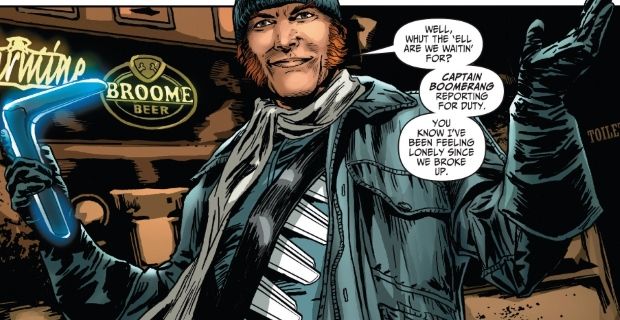 WELL,
WHUT THE 'ELL
ARE WE WAITIN'
FOR?
CAPTAIN
BOOMERANG
REPORTING
FOR DUTY.
YOU
KNOW I'VE
BEEN FEELING
LONELY SINCE
WE BROKE
UP.
BROOME
BEER